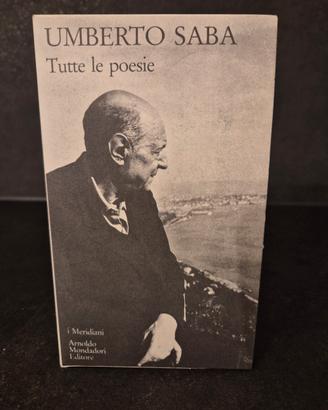 UMBERTO SABA
Tutte le poesie
i Meridiani
Arnoldo
Mondadori
Editore